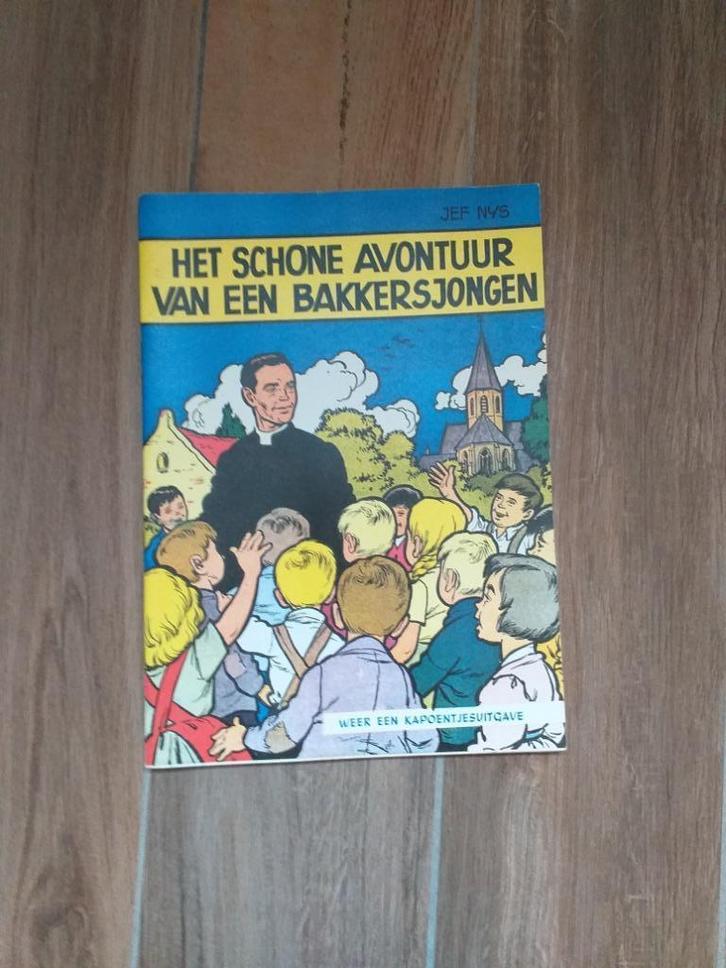 JEF NYS
HET SCHONE AVONTUUR
VAN EEN BAKKERSJONGEN
WEER EEN KAPOENTJESUITGAVE